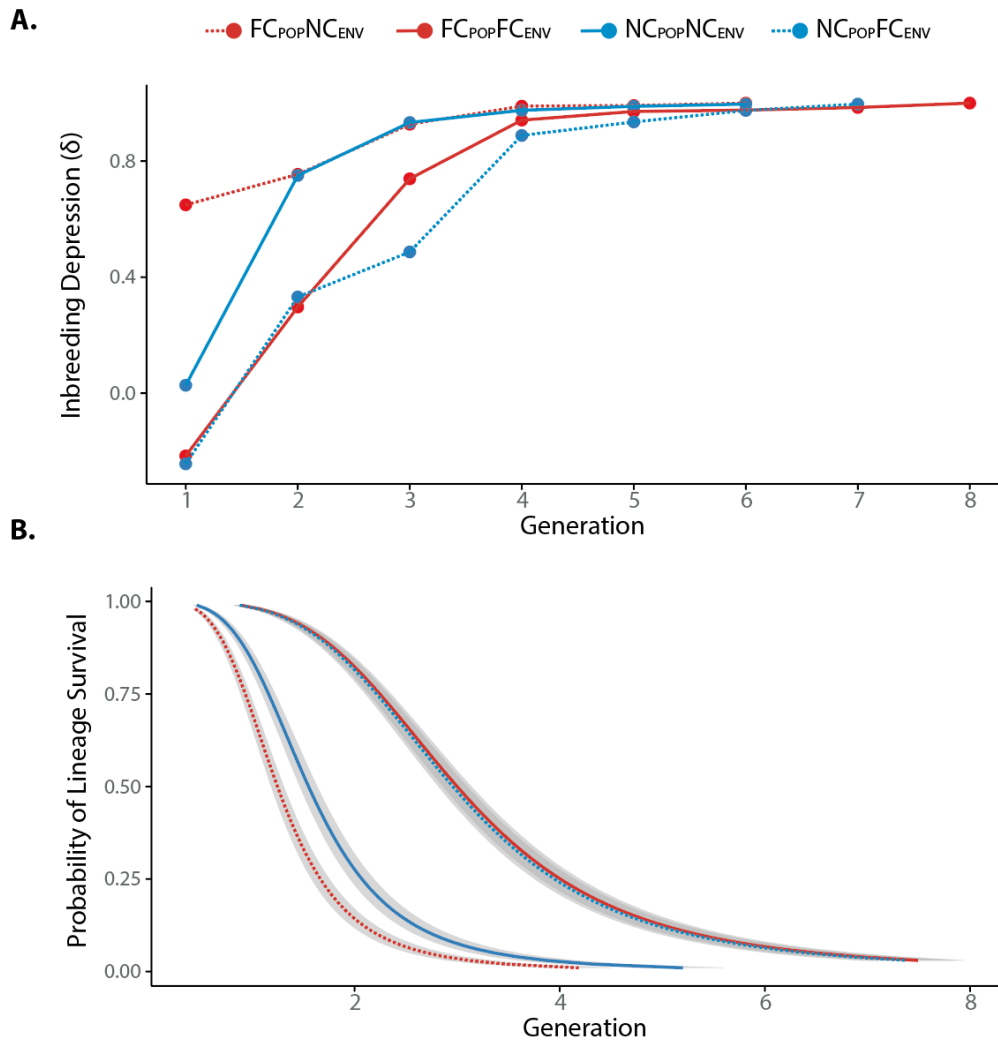 A.
FCPOPNCENV FCPOPFCENV NCPOPNCENV NCPOPFCENV
Inbreeding Depression (δ)
0.8
0.4
0.0
1 2 3 4 5 6 7 8
Generation
B.
Probability of Lineage Survival
1.00
0.75
0.50
0.25
0.00
2 4 6 8
Generation